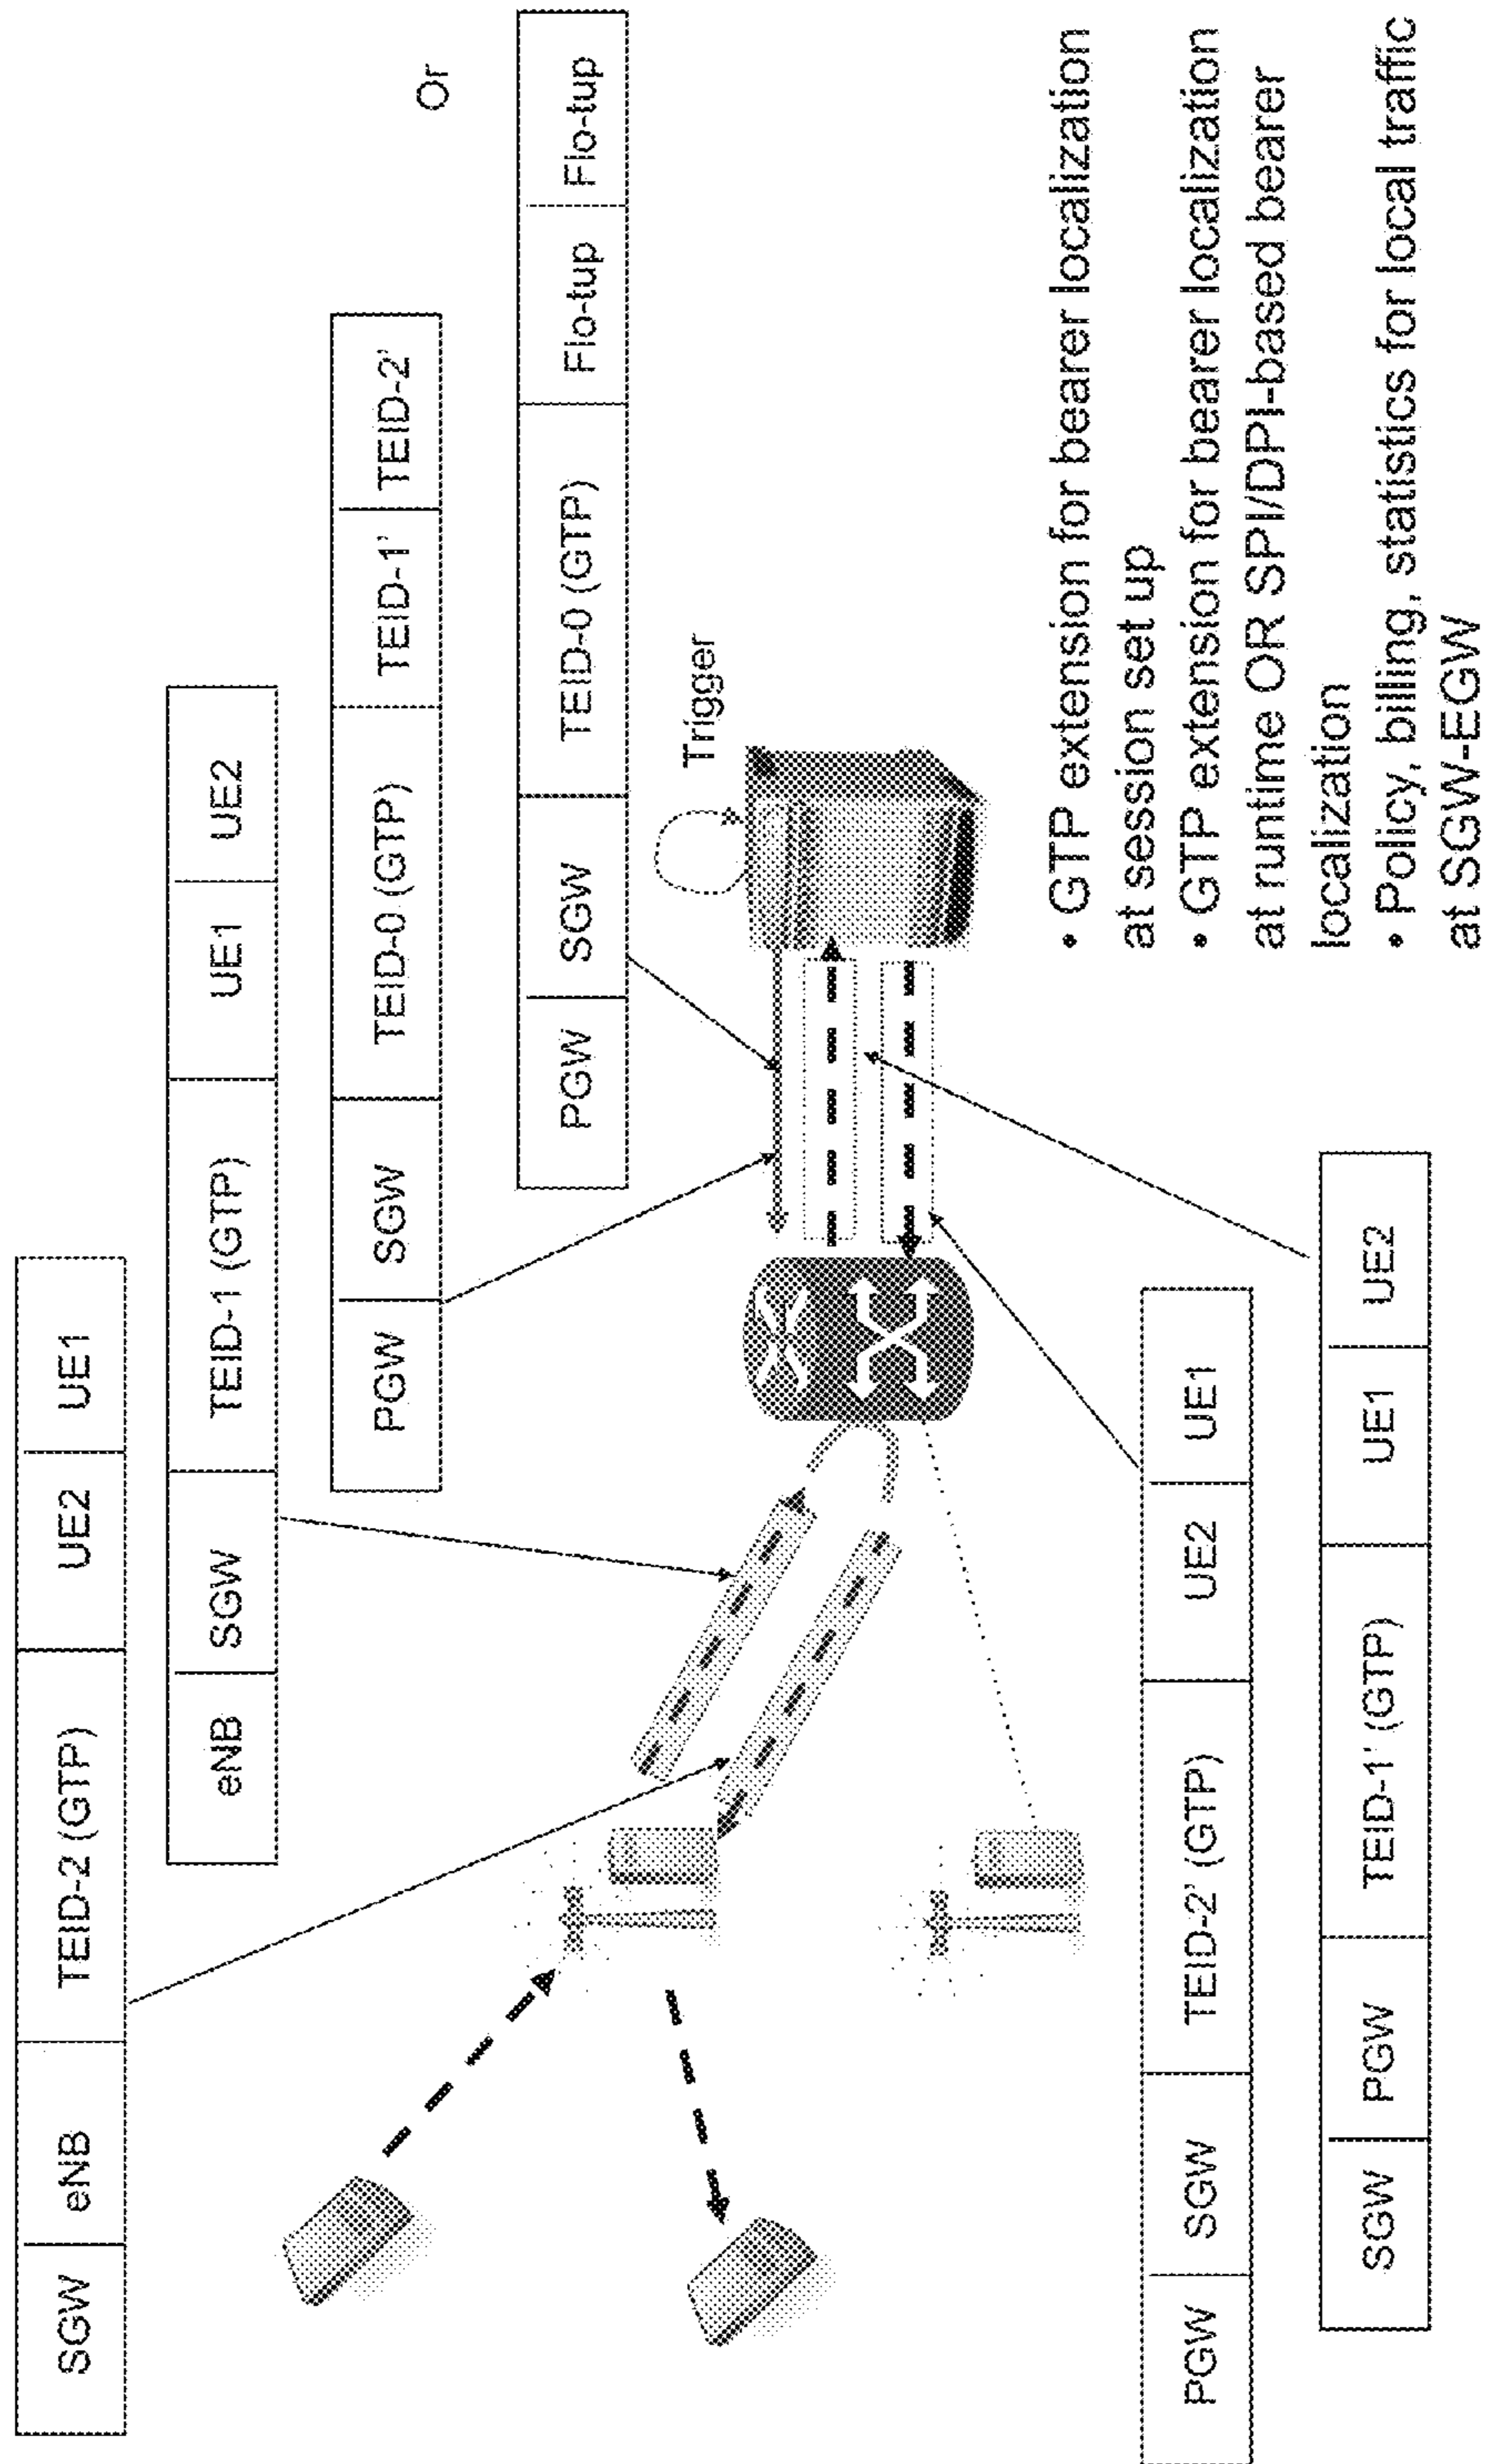 SGW eNB TEID-2 (GTP) UE2 UE1
eNB SGW TEID-1 (GTP) UE1 UE2
PGW SGW TEID-0 (GTP) TEID-1' TEID-2'
Or
PGW SGW TEID-0 (GTP) Flo-tup Flo-tup
Trigger
PGW SGW TEID-2' (GTP) UE2 UE1
SGW PGW TEID-1' (GTP) UE1 UE2
• GTP extension for bearer localization
at session set up
• GTP extension for bearer localization
at runtime OR SPI/DPI-based bearer
localization
• Policy, billing, statistics for local traffic
at SGW-EGW